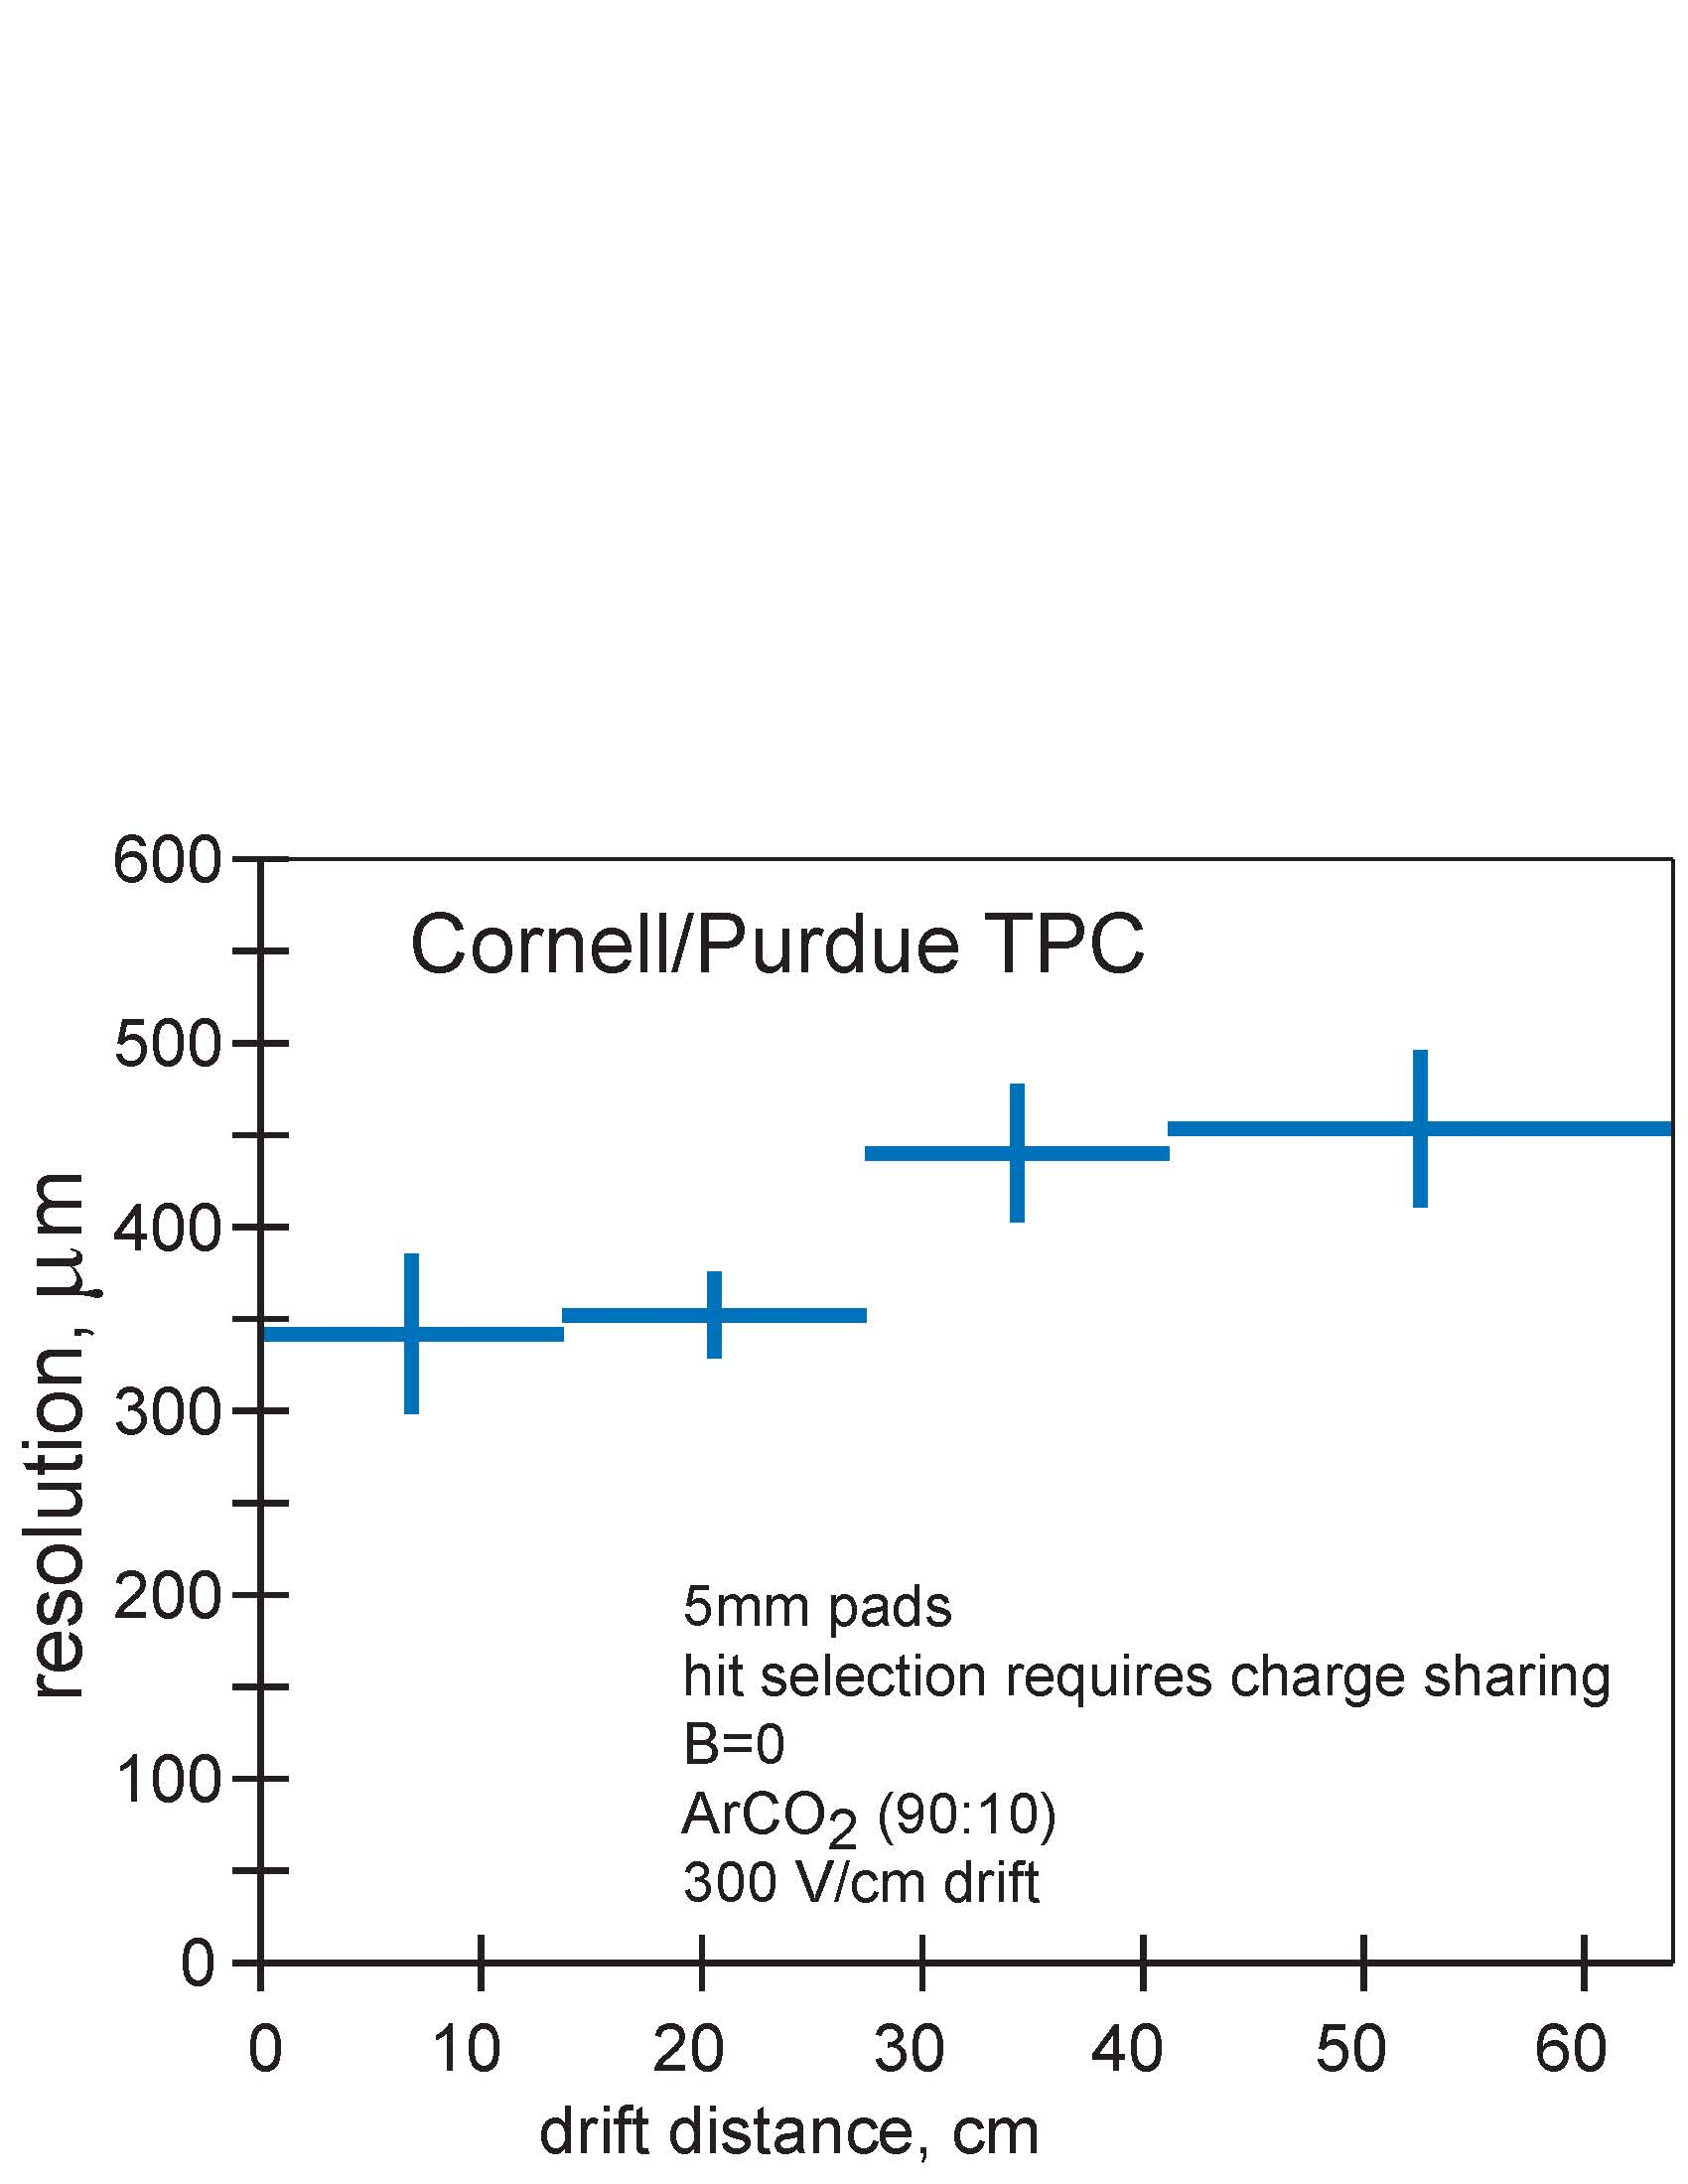 600
Cornell/Purdue TPC
500
400
300
200
100
0
resolution, μm
5mm pads
hit selection requires charge sharing
B=0
ArCO₂ (90:10)
300 V/cm drift
0 10 20 30 40 50 60
drift distance, cm